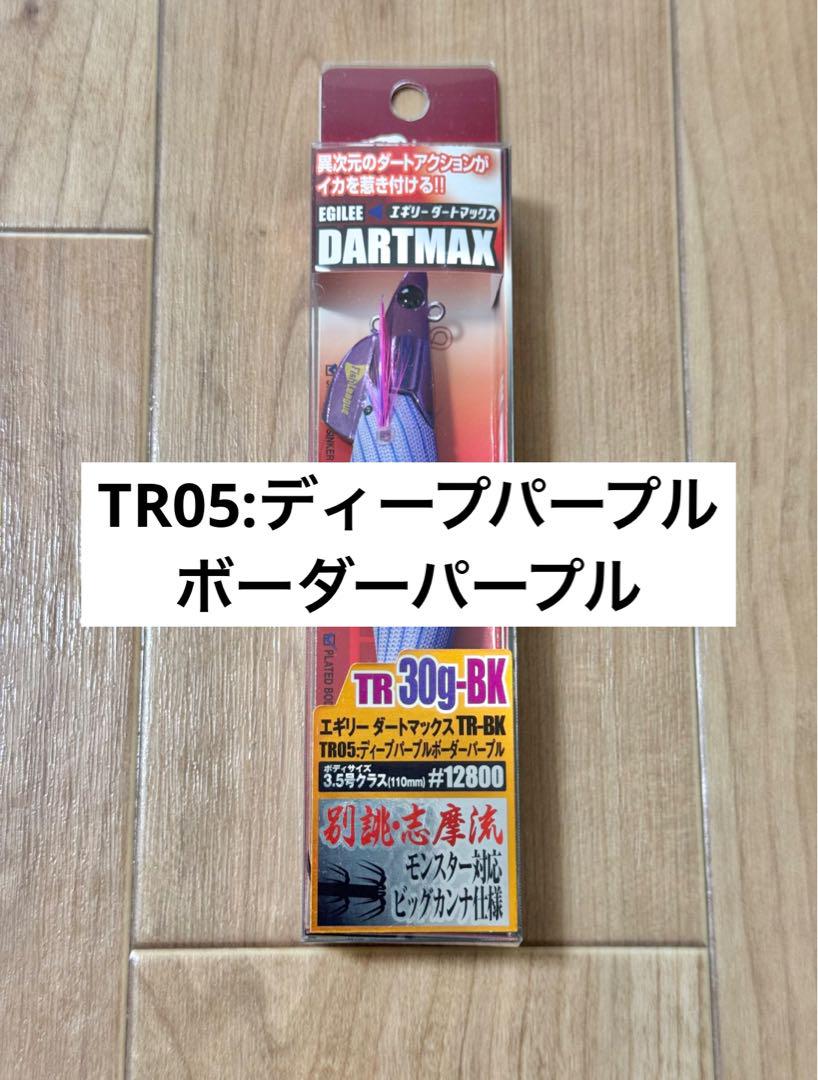 異次元のダートアクションが
イカを惹き付ける!!
EGILEE エギリーダートマックス
DARTMAX
FishLeague
SINKER
TR05:ディープパープル
ボーダーパープル
PLATED BOD
TR 30g-BK
エギリー ダートマックス TR-BK
TR05:ディープパープルボーダーパープル
ボディサイズ
3.5号クラス(110mm) #12800
別誂・志摩流
モンスター対応
ビッグカンナ仕様